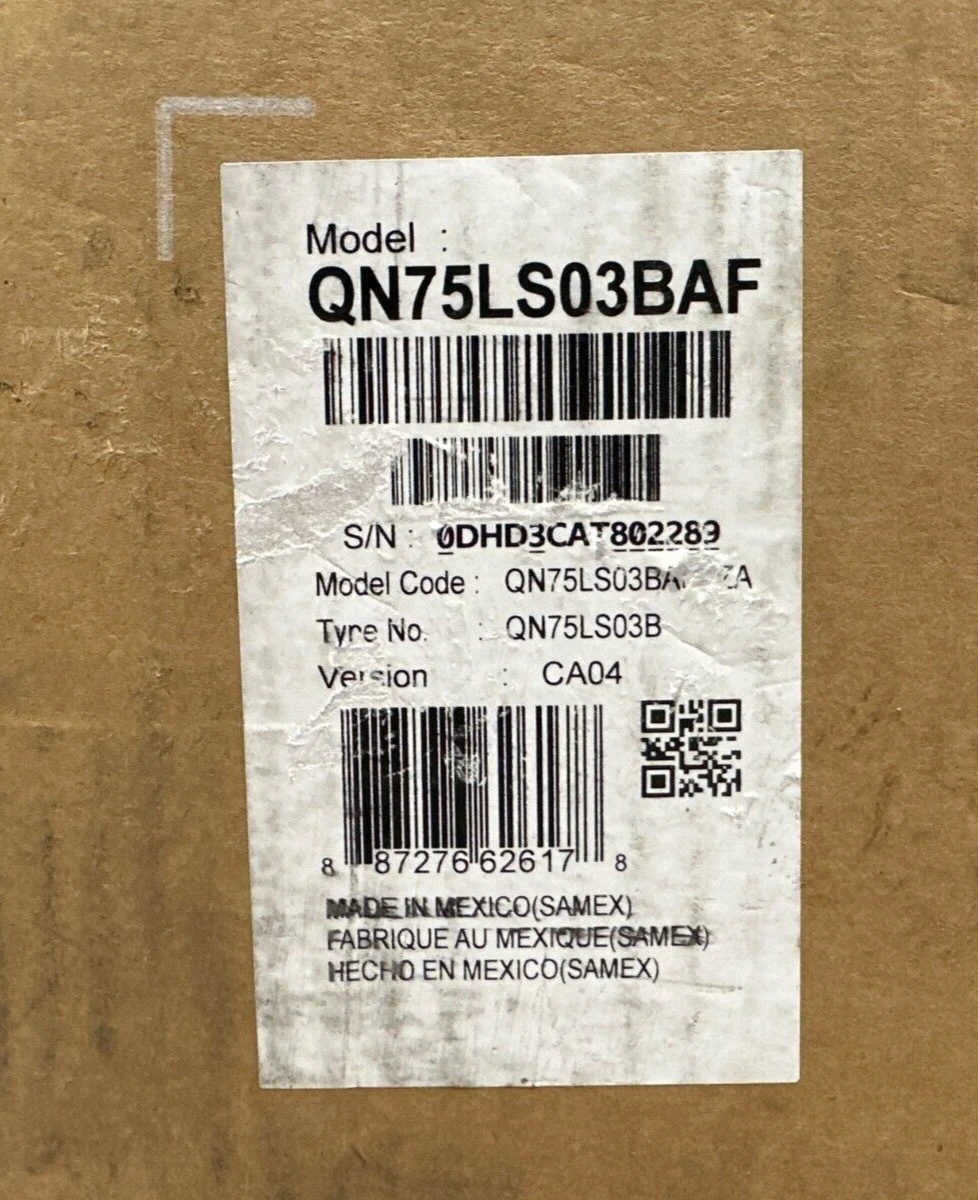 Model :
QN75LS03BAF
S/N : 0DHD3CAT802289
Model Code :
Type No. : QN75LS03B
Version : CA04
8 87276 62617 8
MADE IN MEXICO(SAMEX)
FABRIQUE AU MEXIQUE(SAMEX)
HECHO EN MEXICO(SAMEX)